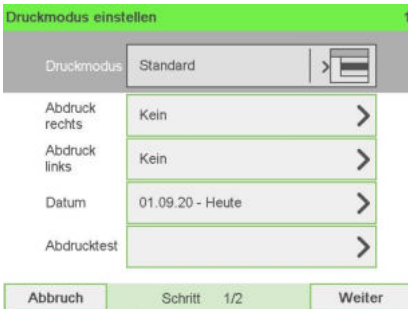 Druckmodus einstellen
Druckmodus Standard
Abdruck
rechts
Kein
Abdruck
links
Kein
Datum 01.09.20 - Heute
Abdrucktest
Abbruch Schritt 1/2 Weiter